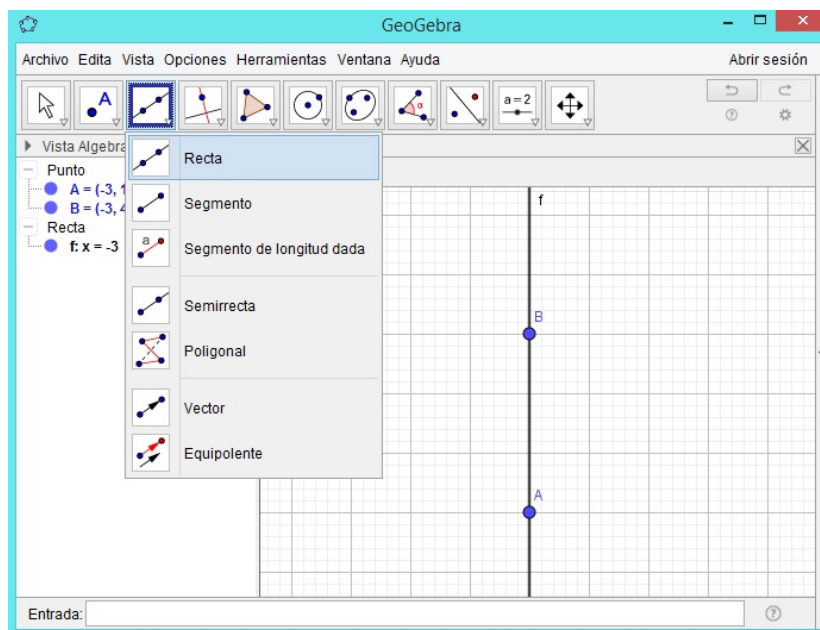 GeoGebra
Archivo Edita Vista Opciones Herramientas Ventana Ayuda
Abrir sesión
A
α
a=2
Vista Algebra
Punto
A = (-3, 1
B = (-3, 4
Recta
f: x = -3
Recta
Segmento
a
Segmento de longitud dada
Semirrecta
Poligonal
Vector
Equipolente
f
B
A
Entrada: